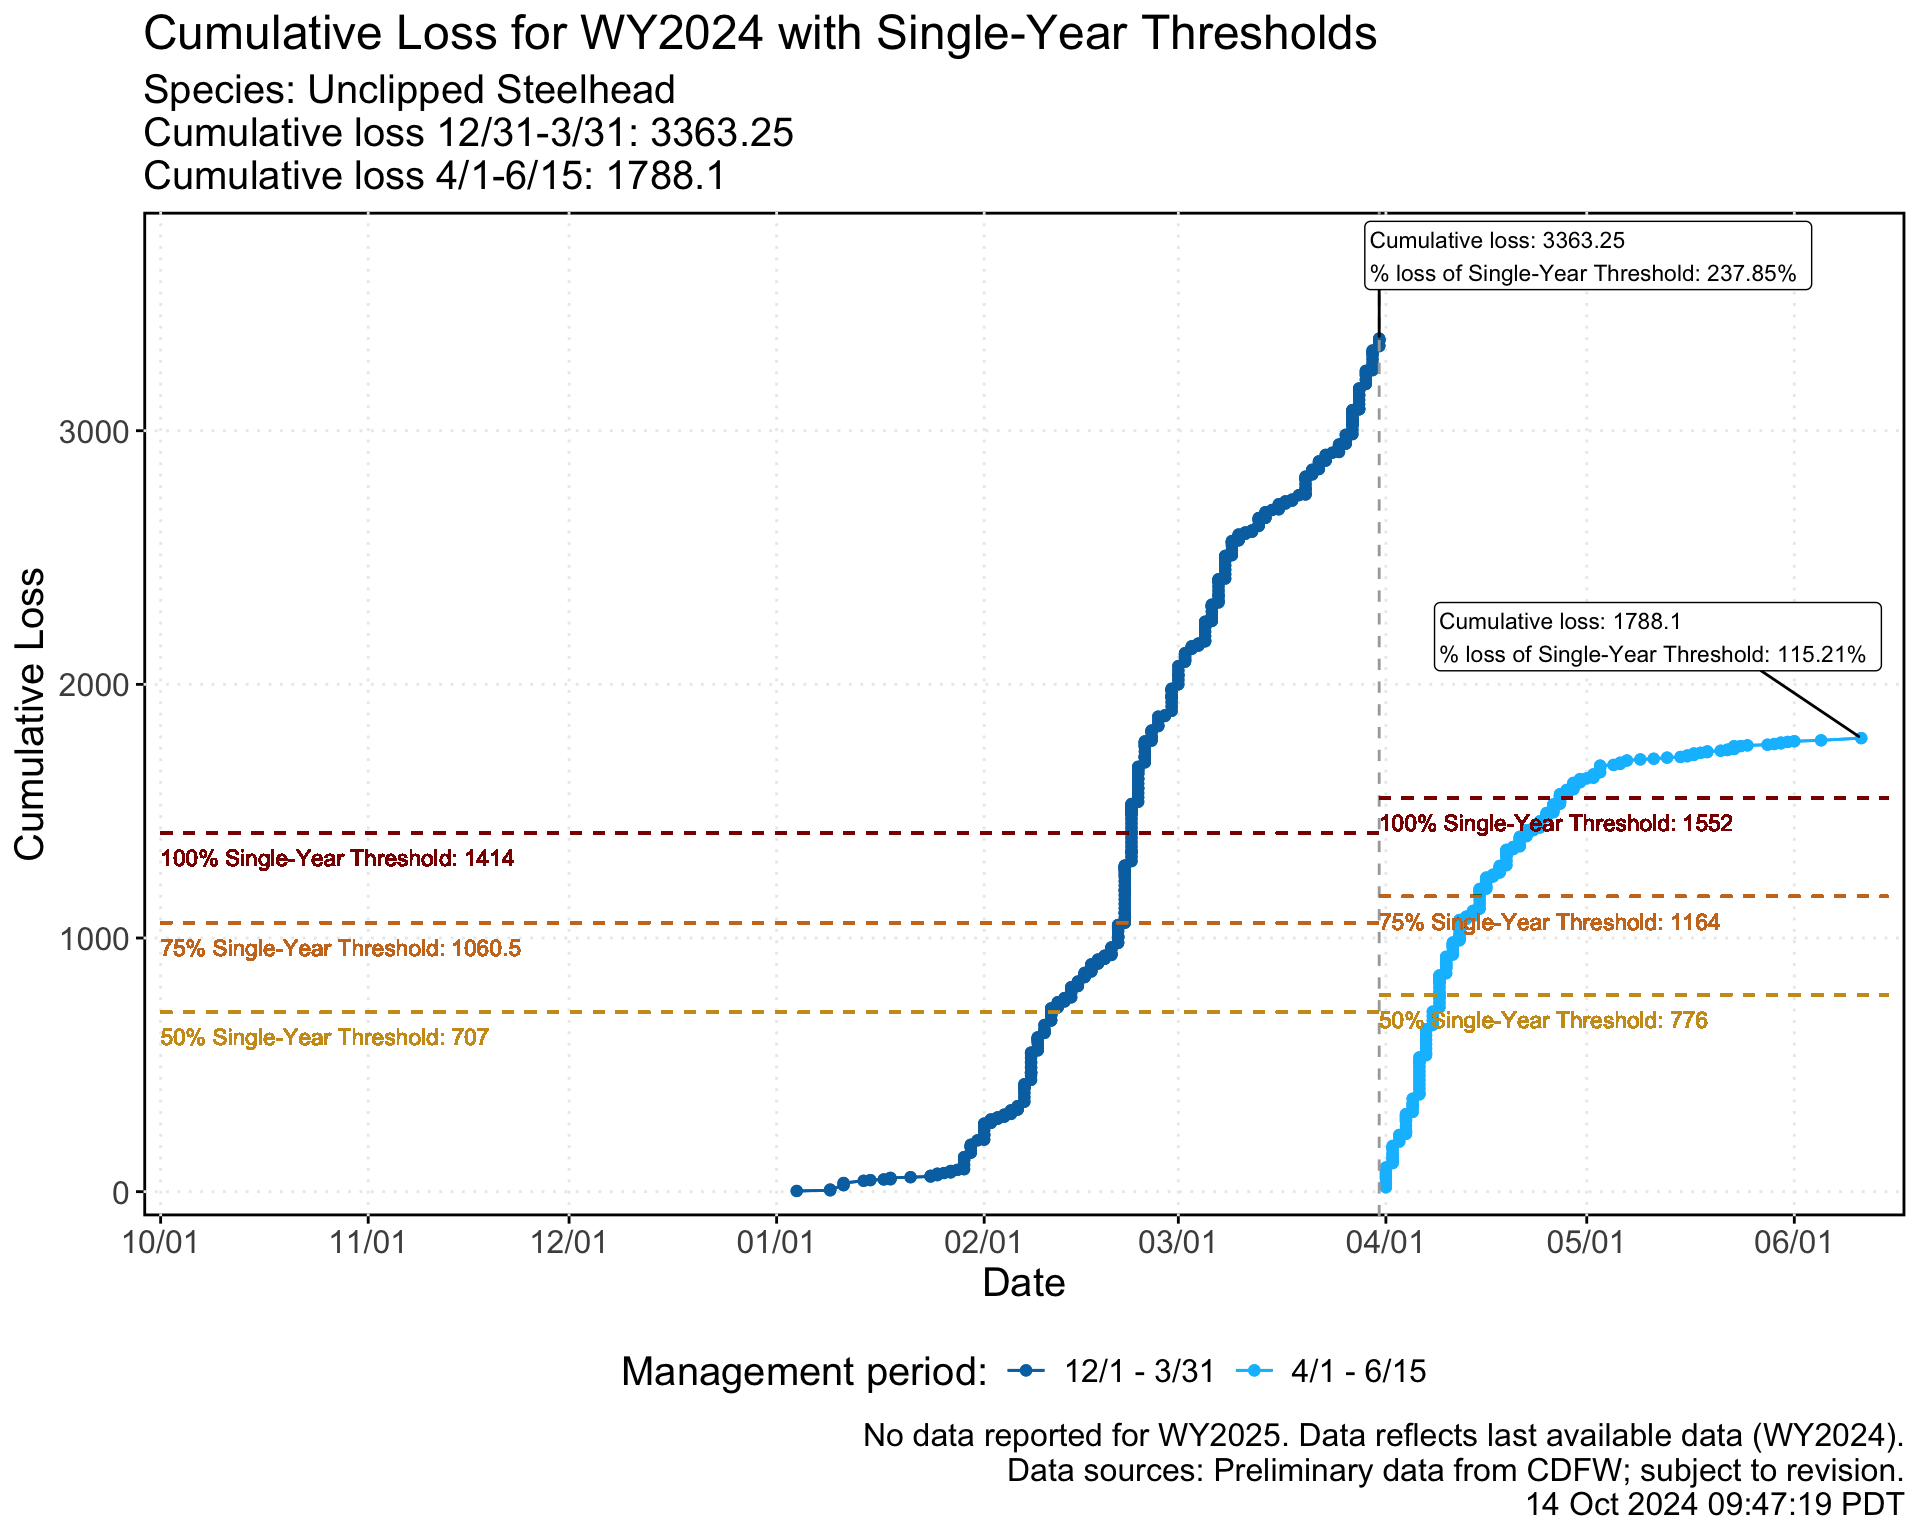 Cumulative Loss for WY2024 with Single-Year Thresholds
Species: Unclipped Steelhead
Cumulative loss 12/31-3/31: 3363.25
Cumulative loss 4/1-6/15: 1788.1
Cumulative loss: 3363.25
% loss of Single-Year Threshold: 237.85%
3000
Cumulative loss: 1788.1
% loss of Single-Year Threshold: 115.21%
2000
Cumulative Loss
100% Single-Year Threshold: 1552
100% Single-Year Threshold: 1414
75% Single-Year Threshold: 1164
1000
75% Single-Year Threshold: 1060.5
50% Single-Year Threshold: 776
50% Single-Year Threshold: 707
0
10/01 11/01 12/01 01/01 02/01 03/01 04/01 05/01 06/01
Date
Management period: 12/1 - 3/31 4/1 - 6/15
No data reported for WY2025. Data reflects last available data (WY2024).
Data sources: Preliminary data from CDFW; subject to revision.
14 Oct 2024 09:47:19 PDT